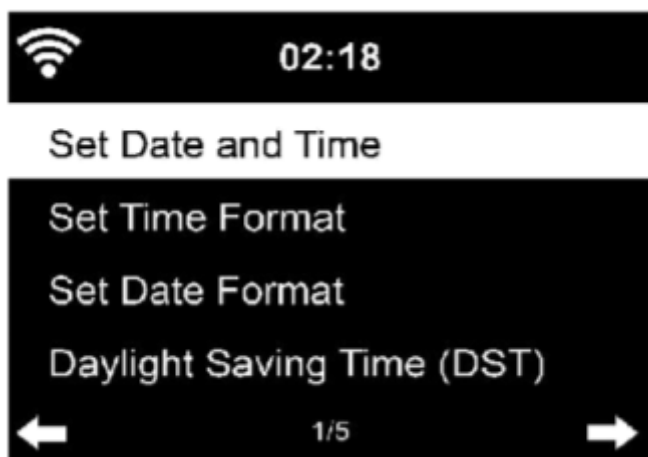 02:18
Set Date and Time
Set Time Format
Set Date Format
Daylight Saving Time (DST)
1/5